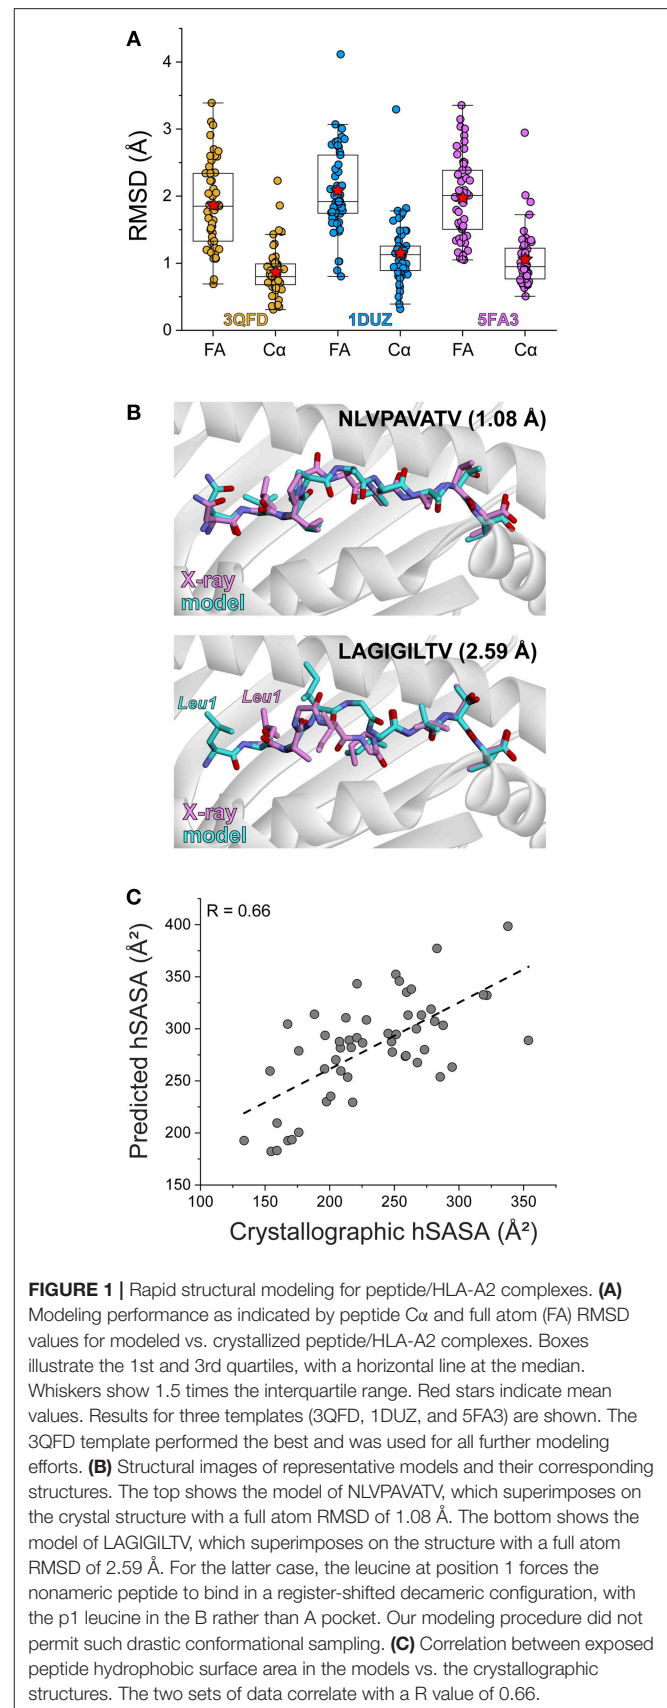 A
RMSD (Å)
4
3
2
1
0
3QFD
1DUZ
5FA3
FA
Cα
FA
Cα
FA
Cα
B
NLVPAVATV (1.08 Å)
X-ray
model
LAGIGILTV (2.59 Å)
Leu1
Leu1
X-ray
model
C
R = 0.66
Predicted hSASA (Å²)
400
350
300
250
200
150
100
150
200
250
300
350
Crystallographic hSASA (Å²)
FIGURE 1 | Rapid structural modeling for peptide/HLA-A2 complexes. (A)
Modeling performance as indicated by peptide Cα and full atom (FA) RMSD
values for modeled vs. crystallized peptide/HLA-A2 complexes. Boxes
illustrate the 1st and 3rd quartiles, with a horizontal line at the median.
Whiskers show 1.5 times the interquartile range. Red stars indicate mean
values. Results for three templates (3QFD, 1DUZ, and 5FA3) are shown. The
3QFD template performed the best and was used for all further modeling
efforts. (B) Structural images of representative models and their corresponding
structures. The top shows the model of NLVPAVATV, which superimposes on
the crystal structure with a full atom RMSD of 1.08 Å. The bottom shows the
model of LAGIGILTV, which superimposes on the structure with a full atom
RMSD of 2.59 Å. For the latter case, the leucine at position 1 forces the
nonameric peptide to bind in a register-shifted decameric configuration, with
the p1 leucine in the B rather than A pocket. Our modeling procedure did not
permit such drastic conformational sampling. (C) Correlation between exposed
peptide hydrophobic surface area in the models vs. the crystallographic
structures. The two sets of data correlate with a R value of 0.66.